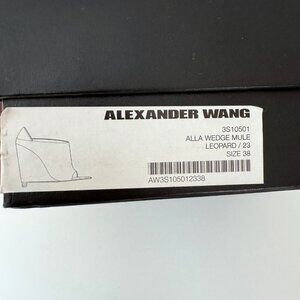 ALEXANDER WANG
3S10501
ALLA WEDGE MULE
LEOPARD / 23
SIZE 38
AW3S105012338